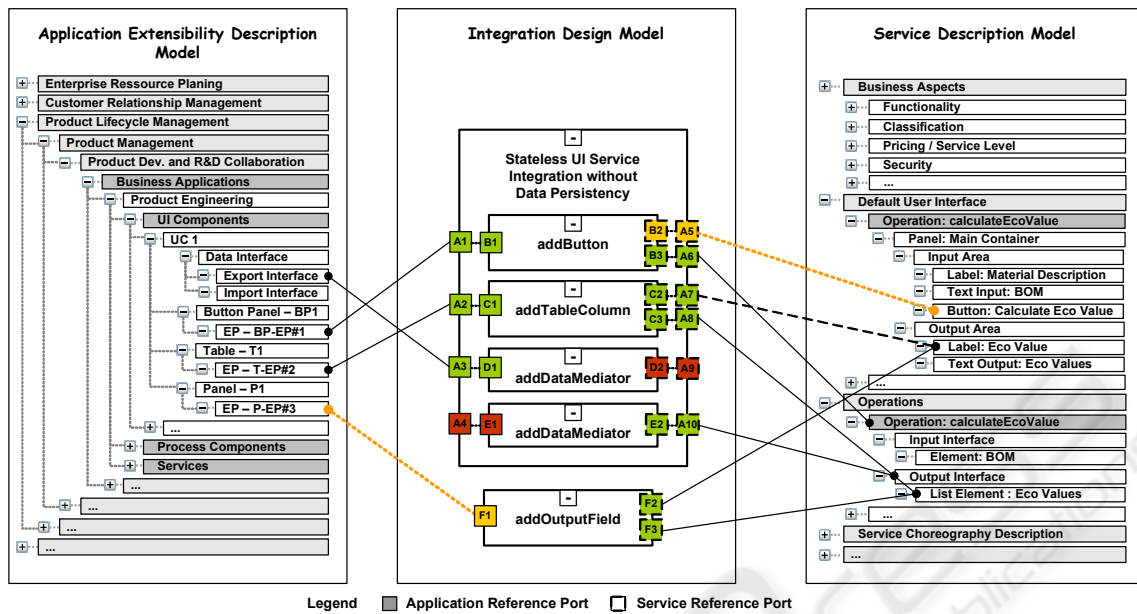 Application Extensibility Description
Model
Enterprise Ressource Planing
Customer Relationship Management
Product Lifecycle Management
Product Management
Product Dev. and R&D Collaboration
Business Applications
Product Engineering
UI Components
UC 1
Data Interface
Export Interface
Import Interface
Button Panel – BP1
EP – BP-EP#1
Table – T1
EP – T-EP#2
Panel – P1
EP – P-EP#3
...
Process Components
Services
...
...
...
...
Integration Design Model
Stateless UI Service
Integration without
Data Persistency
A1 B1 addButton B2 A5
B3 A6
A2 C1 addTableColumn C2 A7
C3 A8
A3 D1 addDataMediator D2 A9
A4 E1 addDataMediator E2 A10
F1 addOutputField F2
F3
Service Description Model
Business Aspects
Functionality
Classification
Pricing / Service Level
Security
...
Default User Interface
Operation: calculateEcoValue
Panel: Main Container
Input Area
Label: Material Description
Text Input: BOM
Button: Calculate Eco Value
Output Area
Label: Eco Value
Text Output: Eco Values
...
Operations
Operation: calculateEcoValue
Input Interface
Element: BOM
Output Interface
List Element : Eco Values
...
Service Choreography Description
...
Legend Application Reference Port Service Reference Port